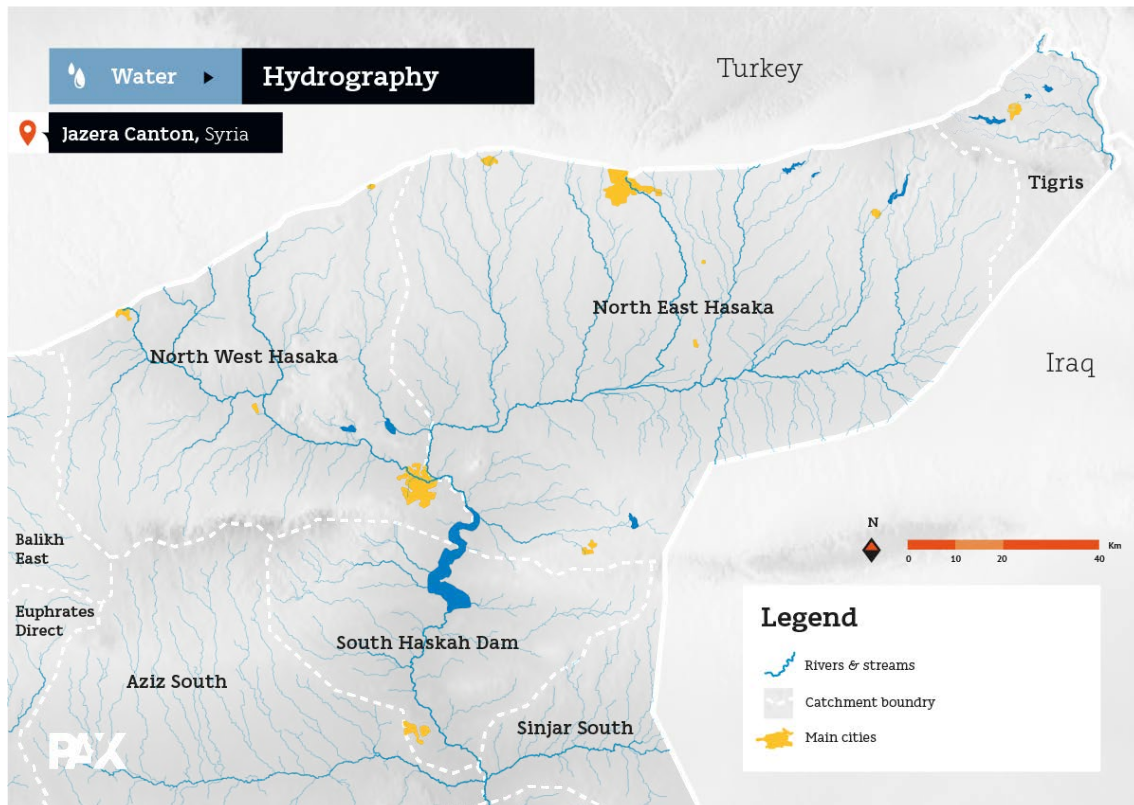 Water
Hydrography
Jazera Canton, Syria
Turkey
Tigris
North East Hasaka
North West Hasaka
Iraq
Balikh
East
Euphrates
Direct
South Haskah Dam
Aziz South
Sinjar South
N
0 10 20 40 Km
Legend
Rivers & streams
Catchment boundry
Main cities
PAX